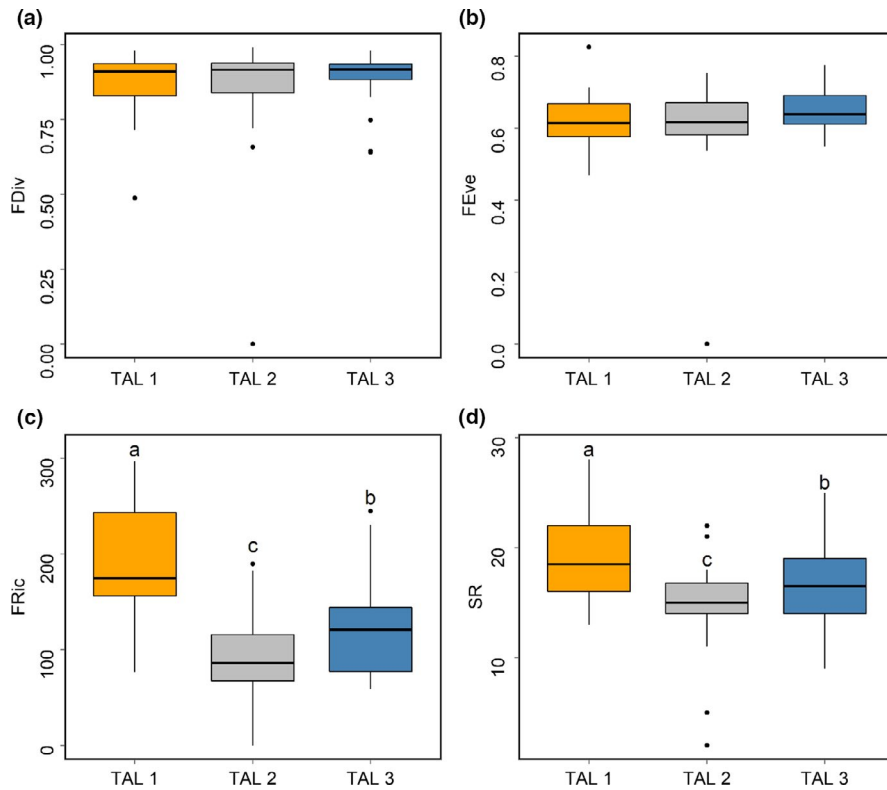 (a)
FDiv
1.00
0.75
0.50
0.25
0.00
TAL 1 TAL 2 TAL 3
(b)
FEve
0.8
0.6
0.4
0.2
0.0
TAL 1 TAL 2 TAL 3
(c)
FRic
300
200
100
0
a
c
b
TAL 1 TAL 2 TAL 3
(d)
SR
30
20
10
a
c
b
TAL 1 TAL 2 TAL 3